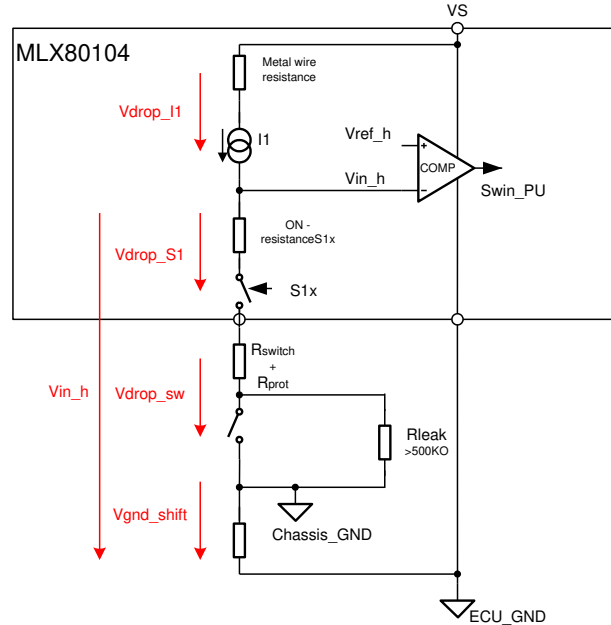 VS
MLX80104
Metal wire
resistance
Vdrop_I1
I1
Vref_h
+
COMP
Vin_h
-
Swin_PU
ON -
resistanceS1x
Vdrop_S1
S1x
Rswitch
+
Rprot
Vin_h
Vdrop_sw
Rleak
>500KO
Vgnd_shift
Chassis_GND
ECU_GND